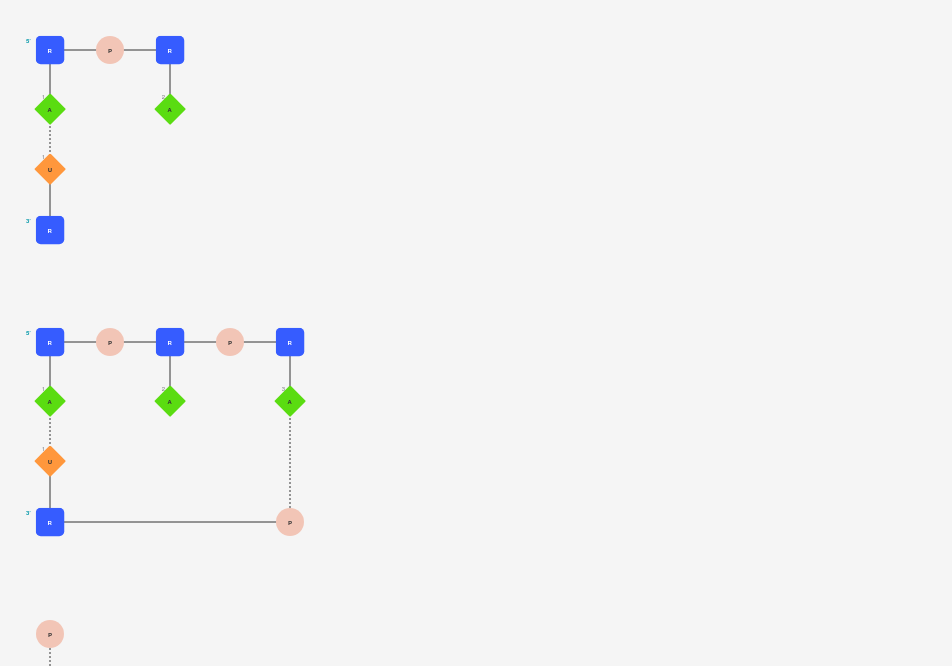 5' R P R
1 A 2 A
1 U
3' R
5' R P R P R
1 A 2 A 3 A
1 U
3' R P
P